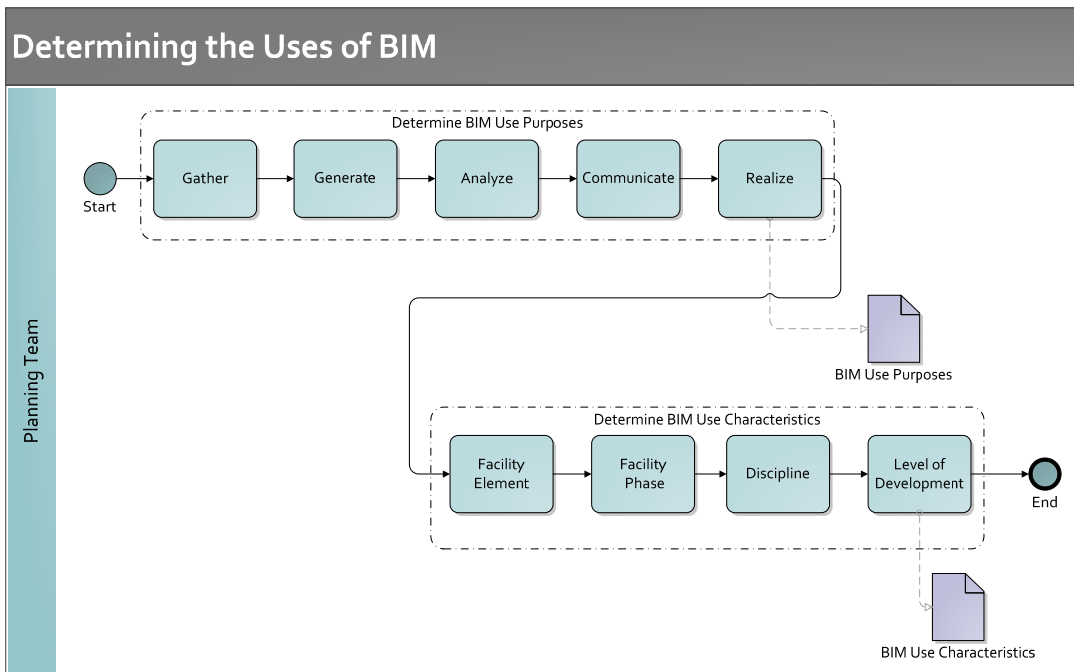 Determining the Uses of BIM
Planning Team
Determine BIM Use Purposes
Start
Gather
Generate
Analyze
Communicate
Realize
BIM Use Purposes
Determine BIM Use Characteristics
Facility
Element
Facility
Phase
Discipline
Level of
Development
End
BIM Use Characteristics